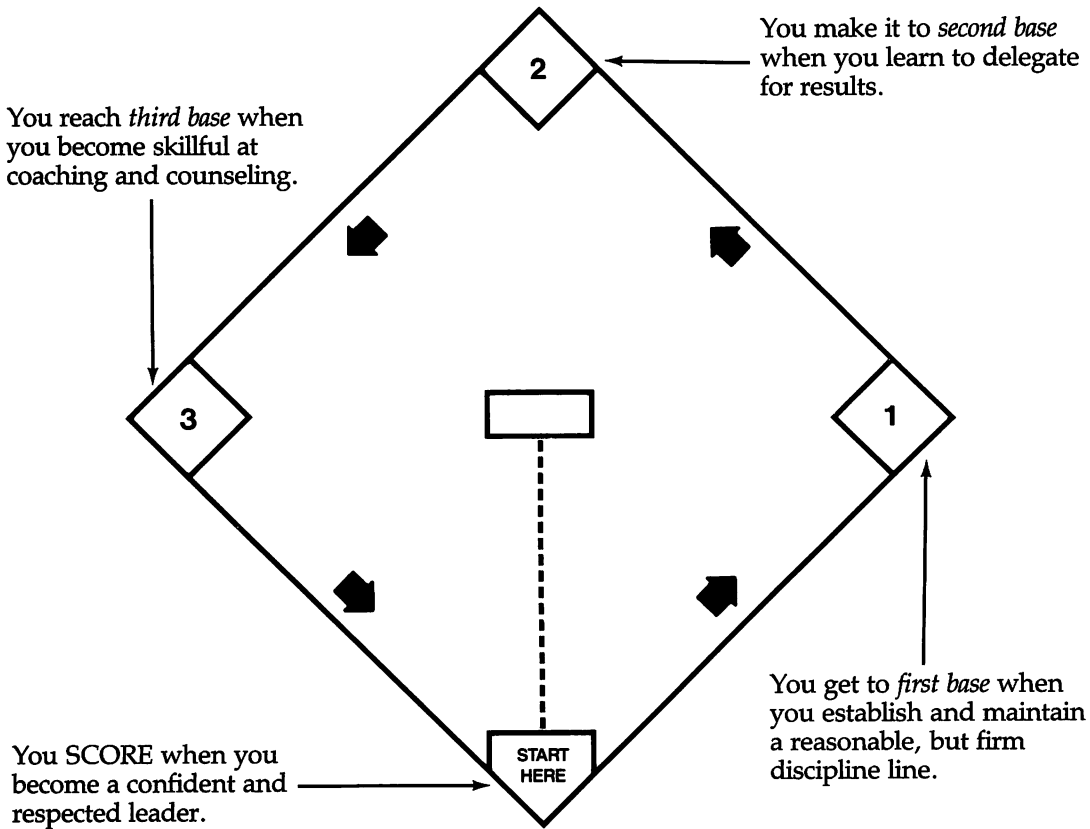 You make it to second base
when you learn to delegate
for results.
2
You reach third base when
you become skillful at
coaching and counseling.
3
1
You get to first base when
you establish and maintain
a reasonable, but firm
discipline line.
START
HERE
You SCORE when you
become a confident and
respected leader.